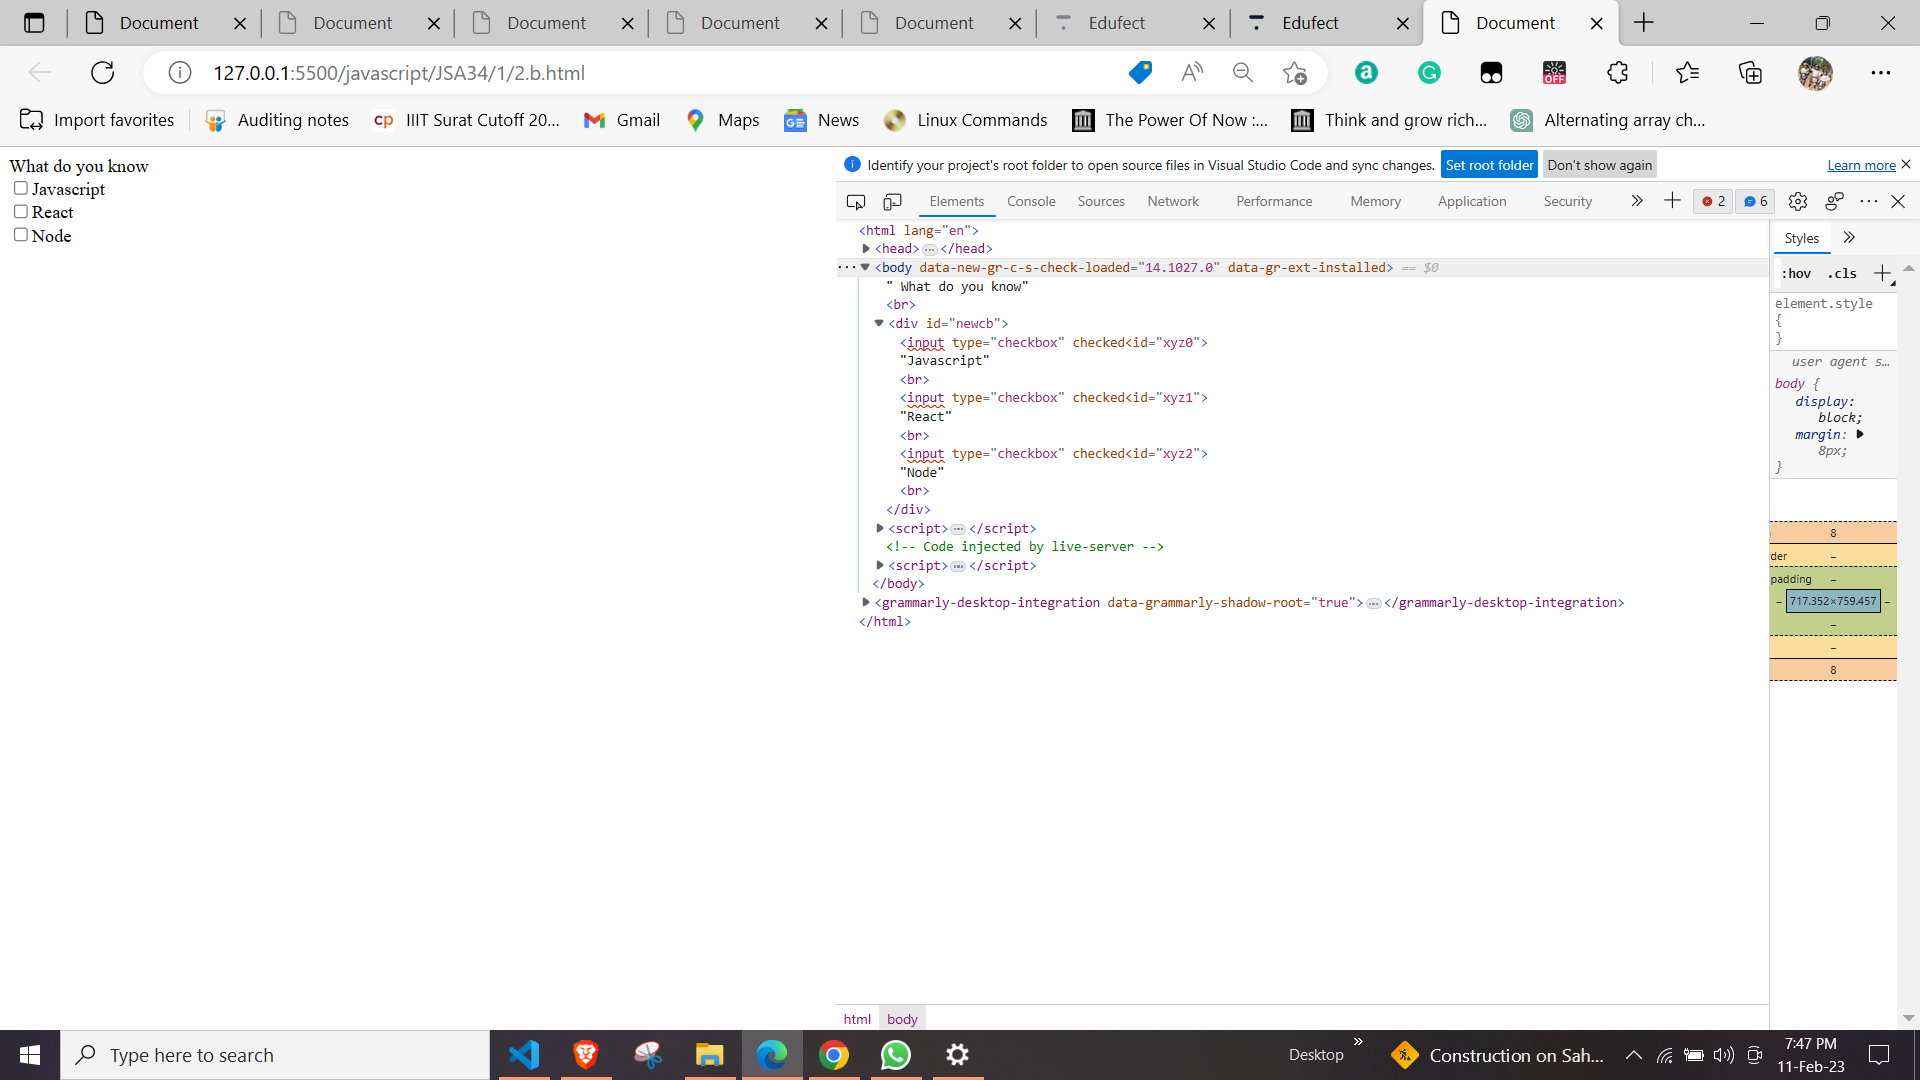 Document
Document
Document
Document
Document
Edufect
Edufect
Document
127.0.0.1:5500/javascript/JSA34/1/2.b.html
OFF
Import favorites
Auditing notes
cp IIIT Surat Cutoff 20...
Gmail
Maps
News
Linux Commands
The Power Of Now :...
Think and grow rich...
Alternating array ch...
What do you know
Javascript
React
Node
Identify your project's root folder to open source files in Visual Studio Code and sync changes. Set root folder Don't show again Learn more
Elements Console Sources Network Performance Memory Application Security 2 6
<html lang="en">
<head>…</head>
<body data-new-gr-c-s-check-loaded="14.1027.0" data-gr-ext-installed> == $0
" What do you know"
<br>
<div id="newcb">
<input type="checkbox" checked<id="xyz0">
"Javascript"
<br>
<input type="checkbox" checked<id="xyz1">
"React"
<br>
<input type="checkbox" checked<id="xyz2">
"Node"
<br>
</div>
<script>…</script>
<!-- Code injected by live-server -->
<script>…</script>
</body>
<grammarly-desktop-integration data-grammarly-shadow-root="true">…</grammarly-desktop-integration>
</html>
html body
Styles
:hov .cls
element.style
{
}
user agent s…
body {
display:
block;
margin:
8px;
}
8
der –
padding –
– 717.352×759.457 –
–
–
8
Type here to search
Desktop
Construction on Sah...
7:47 PM
11-Feb-23